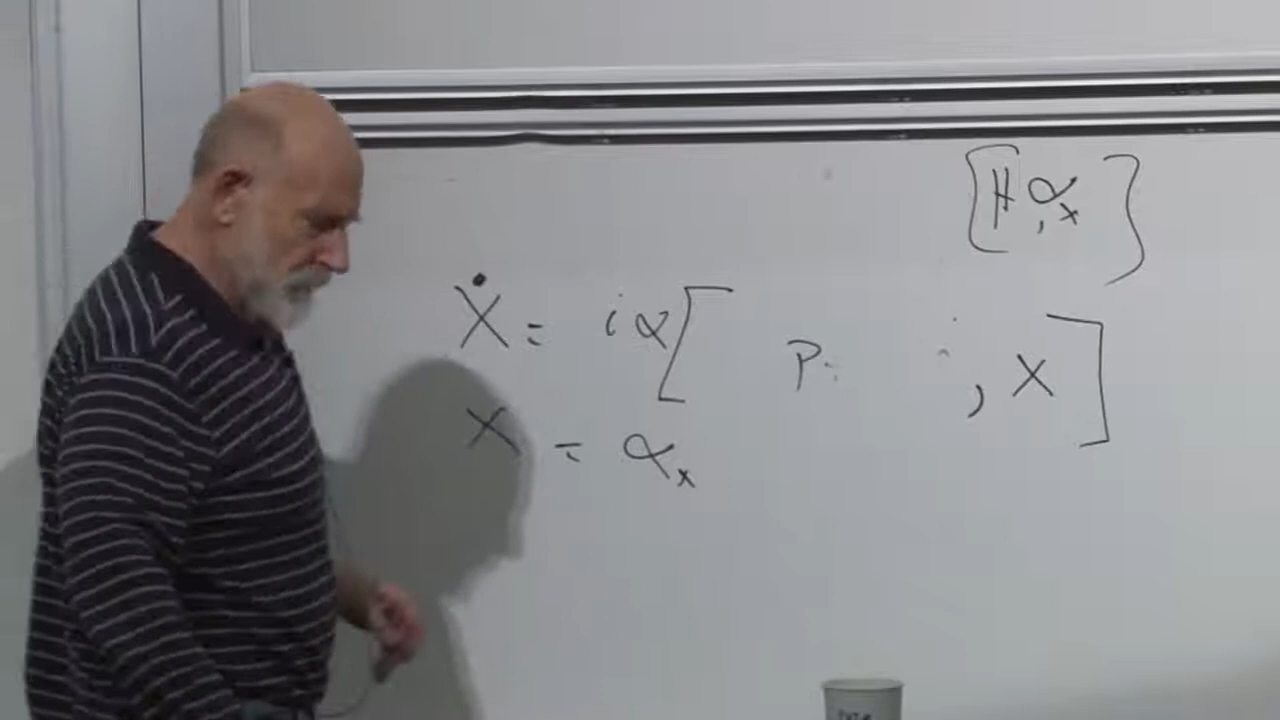 [H, αₓ]
Ẋ = iα[ P , X ]
X = αₓ